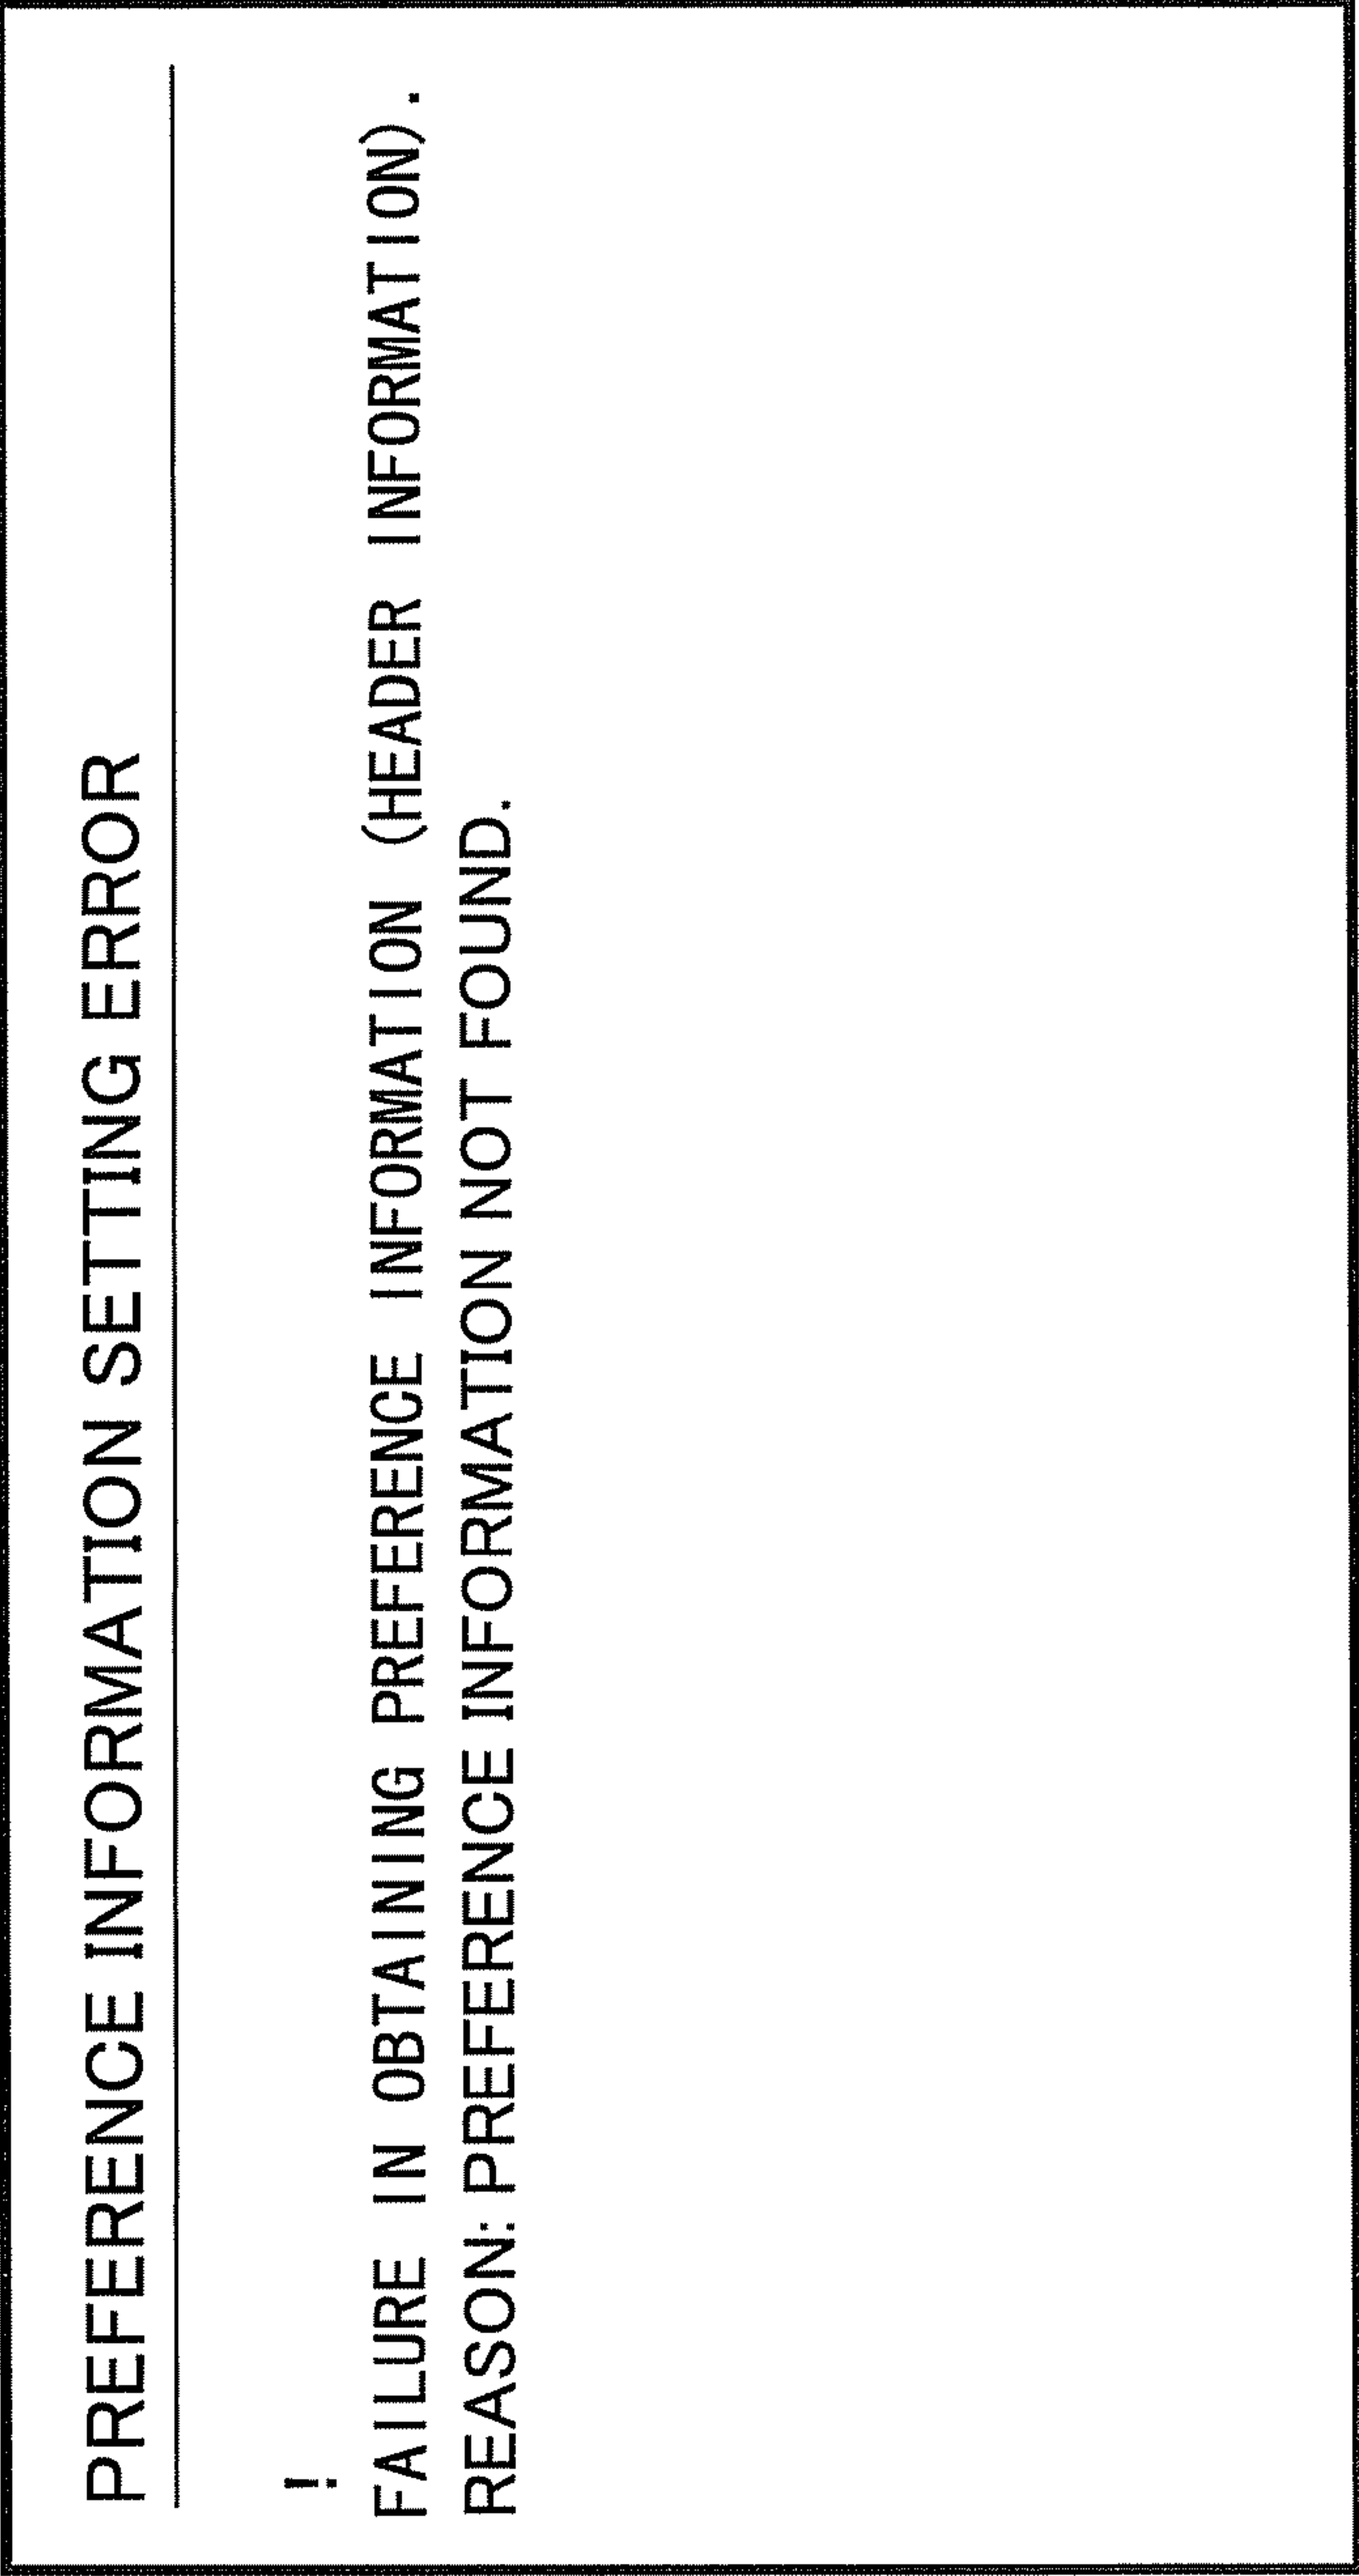 PREFERENCE INFORMATION SETTING ERROR
!
FAILURE IN OBTAINING PREFERENCE INFORMATION (HEADER INFORMATION).
REASON: PREFERENCE INFORMATION NOT FOUND.